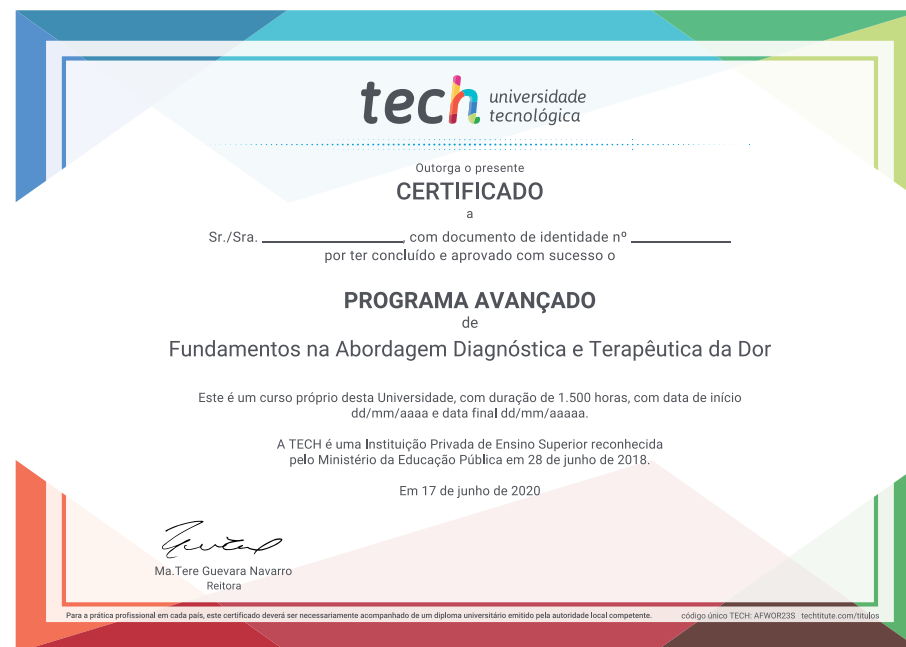 tech universidade
tecnológica
Outorga o presente
CERTIFICADO
a
Sr./Sra. ____________, com documento de identidade nº ____________
por ter concluído e aprovado com sucesso o
PROGRAMA AVANÇADO
de
Fundamentos na Abordagem Diagnóstica e Terapêutica da Dor
Este é um curso próprio desta Universidade, com duração de 1.500 horas, com data de início
dd/mm/aaaa e data final dd/mm/aaaaa.
A TECH é uma Instituição Privada de Ensino Superior reconhecida
pelo Ministério da Educação Pública em 28 de junho de 2018.
Em 17 de junho de 2020
Ma.Tere Guevara Navarro
Reitora
Para a prática profissional em cada país, este certificado deverá ser necessariamente acompanhado de um diploma universitário emitido pela autoridade local competente. código único TECH: AFWOR23S techtitute.com/titulos